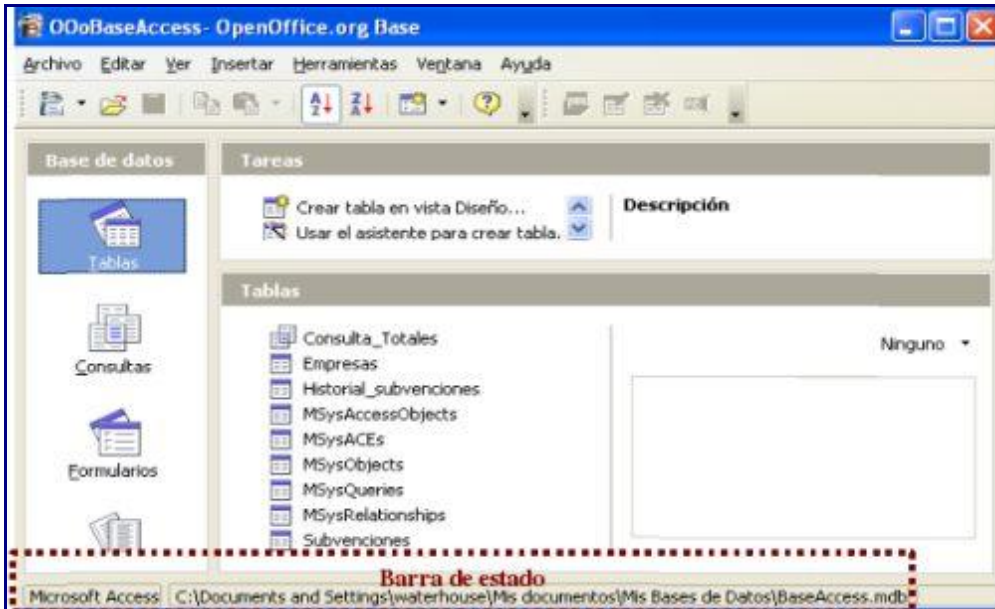 OOoBaseAccess- OpenOffice.org Base
Archivo Editar Ver Insertar Herramientas Ventana Ayuda
Base de datos
Tareas
Crear tabla en vista Diseño...
Usar el asistente para crear tabla.
Descripción
Tablas
Tablas
Consultas
Formularios
Consulta_Totales
Empresas
Historial_subvenciones
MSysAccessObjects
MSysACEs
MSysObjects
MSysQueries
MSysRelationships
Subvenciones
Ninguno
Barra de estado
Microsoft Access C:\Documents and Settings\waterhouse\Mis documentos\Mis Bases de Datos\BaseAccess.mdb